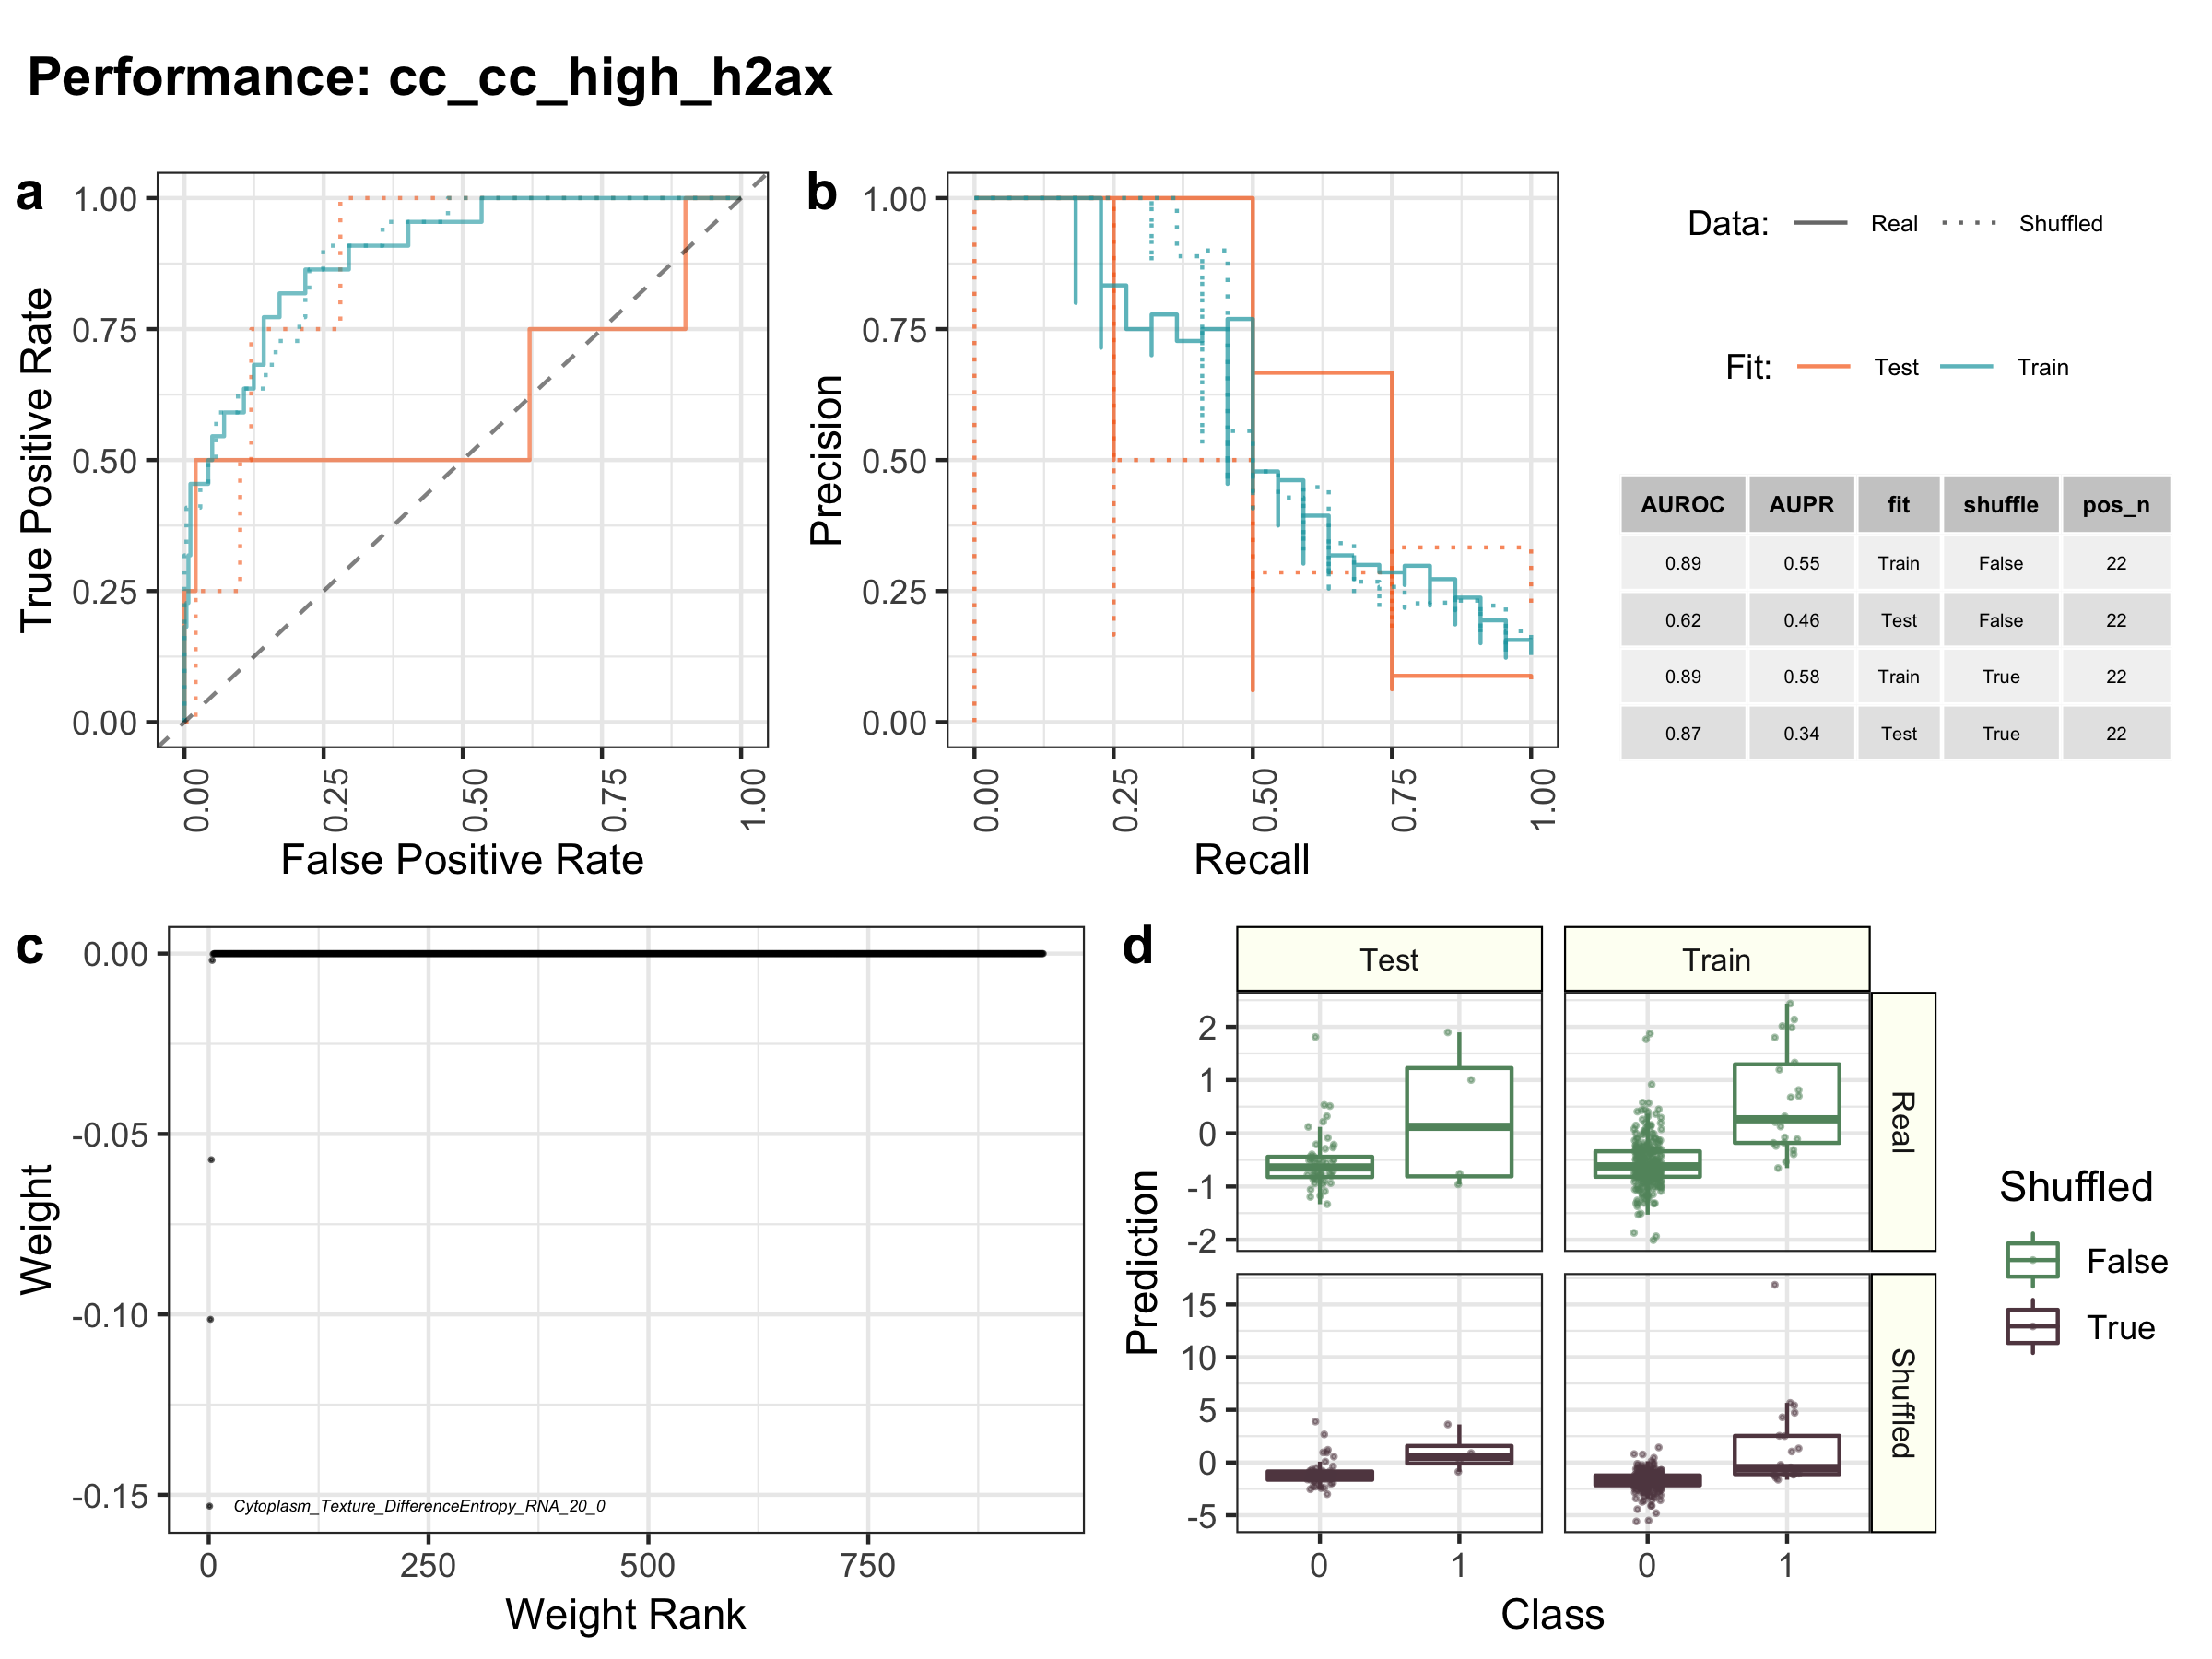 Performance: cc_cc_high_h2ax
a
1.00
0.75
0.50
0.25
0.00
True Positive Rate
0.00 0.25 0.50 0.75 1.00
False Positive Rate
b
1.00
0.75
0.50
0.25
0.00
Precision
0.00 0.25 0.50 0.75 1.00
Recall
Data: Real Shuffled
Fit: Test Train
AUROC AUPR fit shuffle pos_n
0.89 0.55 Train False 22
0.62 0.46 Test False 22
0.89 0.58 Train True 22
0.87 0.34 Test True 22
c
0.00
-0.05
-0.10
-0.15
Weight
Cytoplasm_Texture_DifferenceEntropy_RNA_20_0
0 250 500 750
Weight Rank
d
Test Train
2
1
0
-1
-2
Real
15
10
5
0
-5
Shuffled
Prediction
0 1 0 1
Class
Shuffled
False
True